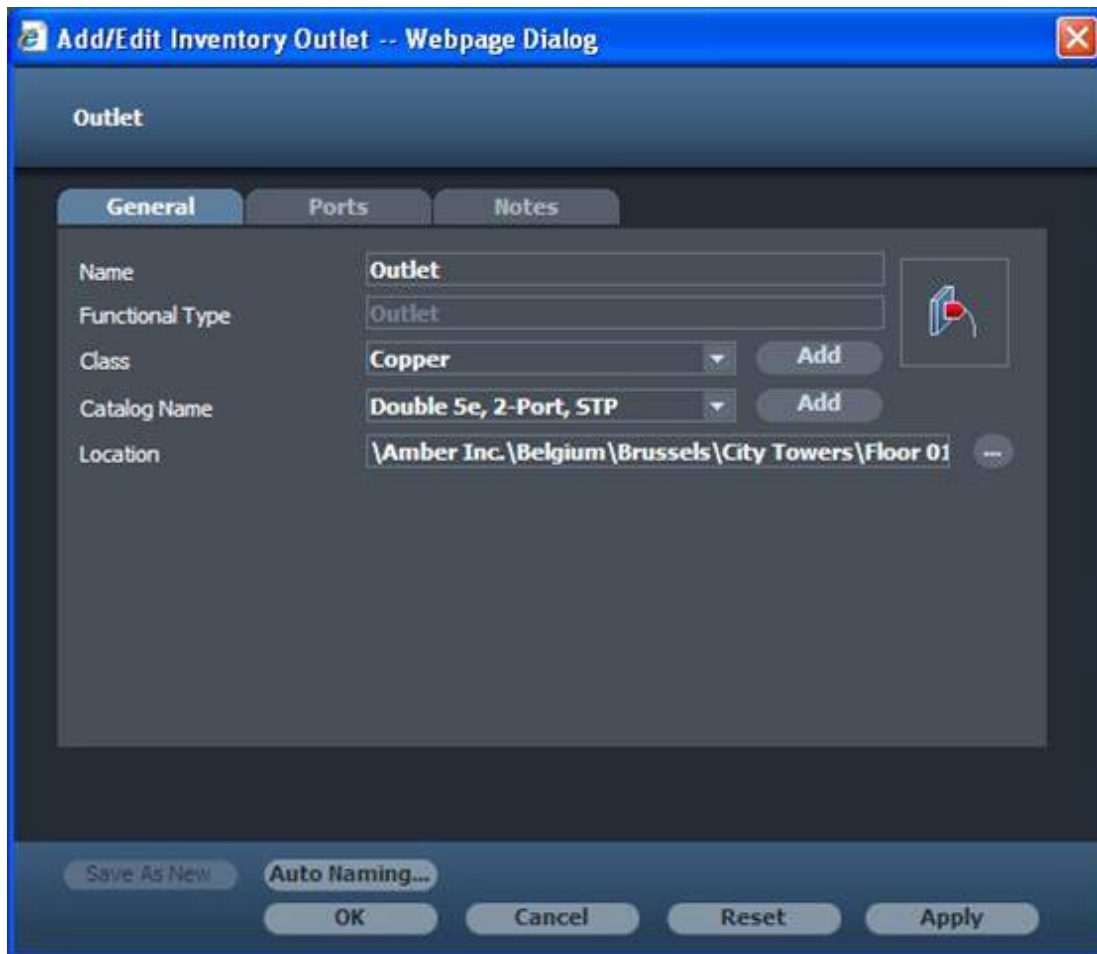 Add/Edit Inventory Outlet -- Webpage Dialog
Outlet
General Ports Notes
Name Outlet
Functional Type Outlet
Class Copper Add
Catalog Name Double 5e, 2-Port, STP Add
Location \Amber Inc.\Belgium\Brussels\City Towers\Floor 01 ...
Save As New Auto Naming...
OK Cancel Reset Apply